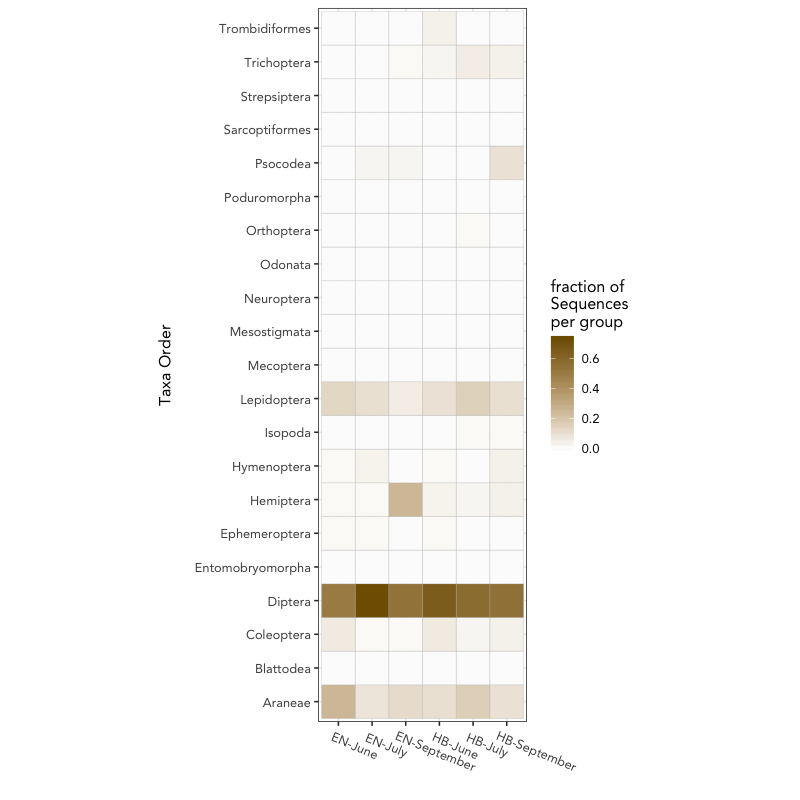 Trombidiformes
Trichoptera
Strepsiptera
Sarcoptiformes
Psocodea
Poduromorpha
Orthoptera
Odonata
Neuroptera
Mesostigmata
Mecoptera
Lepidoptera
Isopoda
Hymenoptera
Hemiptera
Ephemeroptera
Entomobryomorpha
Diptera
Coleoptera
Blattodea
Araneae
Taxa Order
EN-June
EN-July
EN-September
HB-June
HB-July
HB-September
fraction of
Sequences
per group
0.6
0.4
0.2
0.0